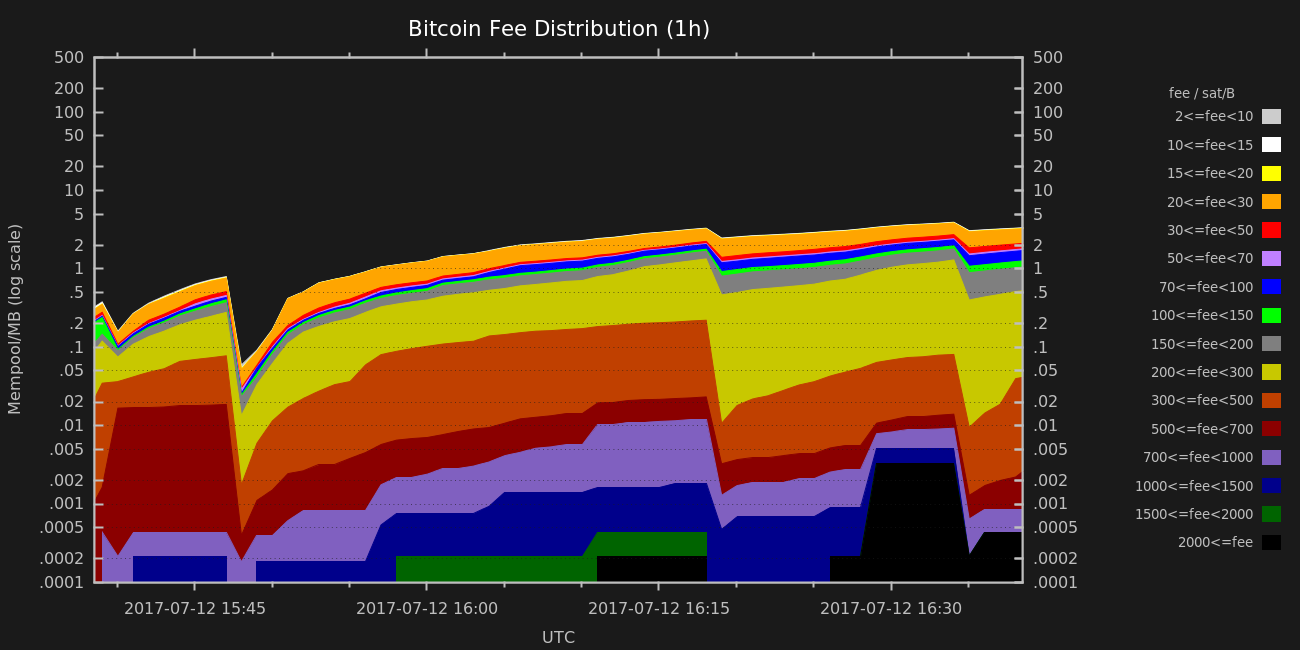 Bitcoin Fee Distribution (1h)
Mempool/MB (log scale)
500
200
100
50
20
10
5
2
1
.5
.2
.1
.05
.02
.01
.005
.002
.001
.0005
.0002
.0001
500
200
100
50
20
10
5
2
1
.5
.2
.1
.05
.02
.01
.005
.002
.001
.0005
.0002
.0001
2017-07-12 15:45
2017-07-12 16:00
2017-07-12 16:15
2017-07-12 16:30
UTC
fee / sat/B
2<=fee<10
10<=fee<15
15<=fee<20
20<=fee<30
30<=fee<50
50<=fee<70
70<=fee<100
100<=fee<150
150<=fee<200
200<=fee<300
300<=fee<500
500<=fee<700
700<=fee<1000
1000<=fee<1500
1500<=fee<2000
2000<=fee